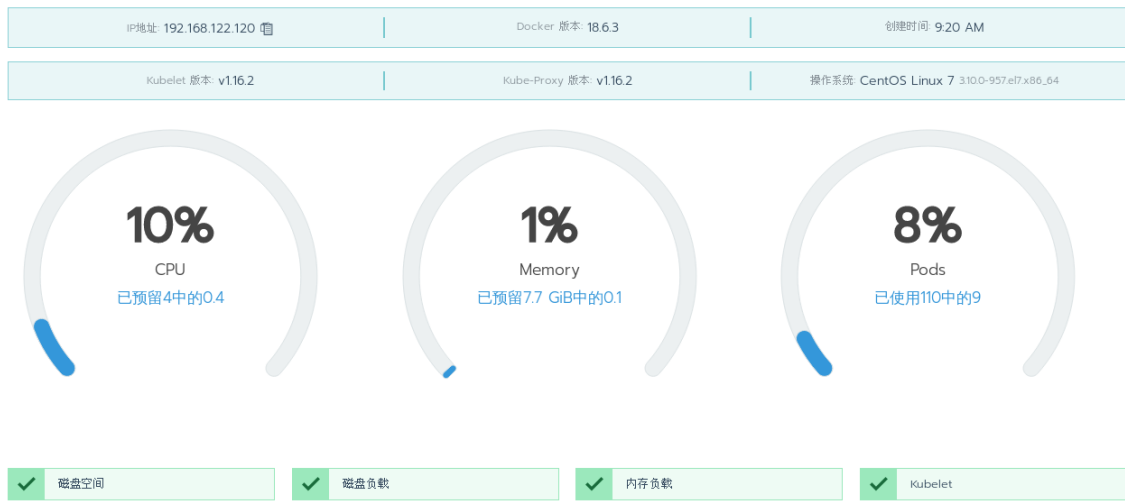 IP地址: 192.168.122.120 Docker 版本: 18.6.3 创建时间: 9:20 AM
Kubelet 版本: v1.16.2 Kube-Proxy 版本: v1.16.2 操作系统: CentOS Linux 7 3.10.0-957.el7.x86_64
10% 1% 8%
CPU Memory Pods
已预留4中的0.4 已预留7.7 GiB中的0.1 已使用110中的9
磁盘空间 磁盘负载 内存负载 Kubelet